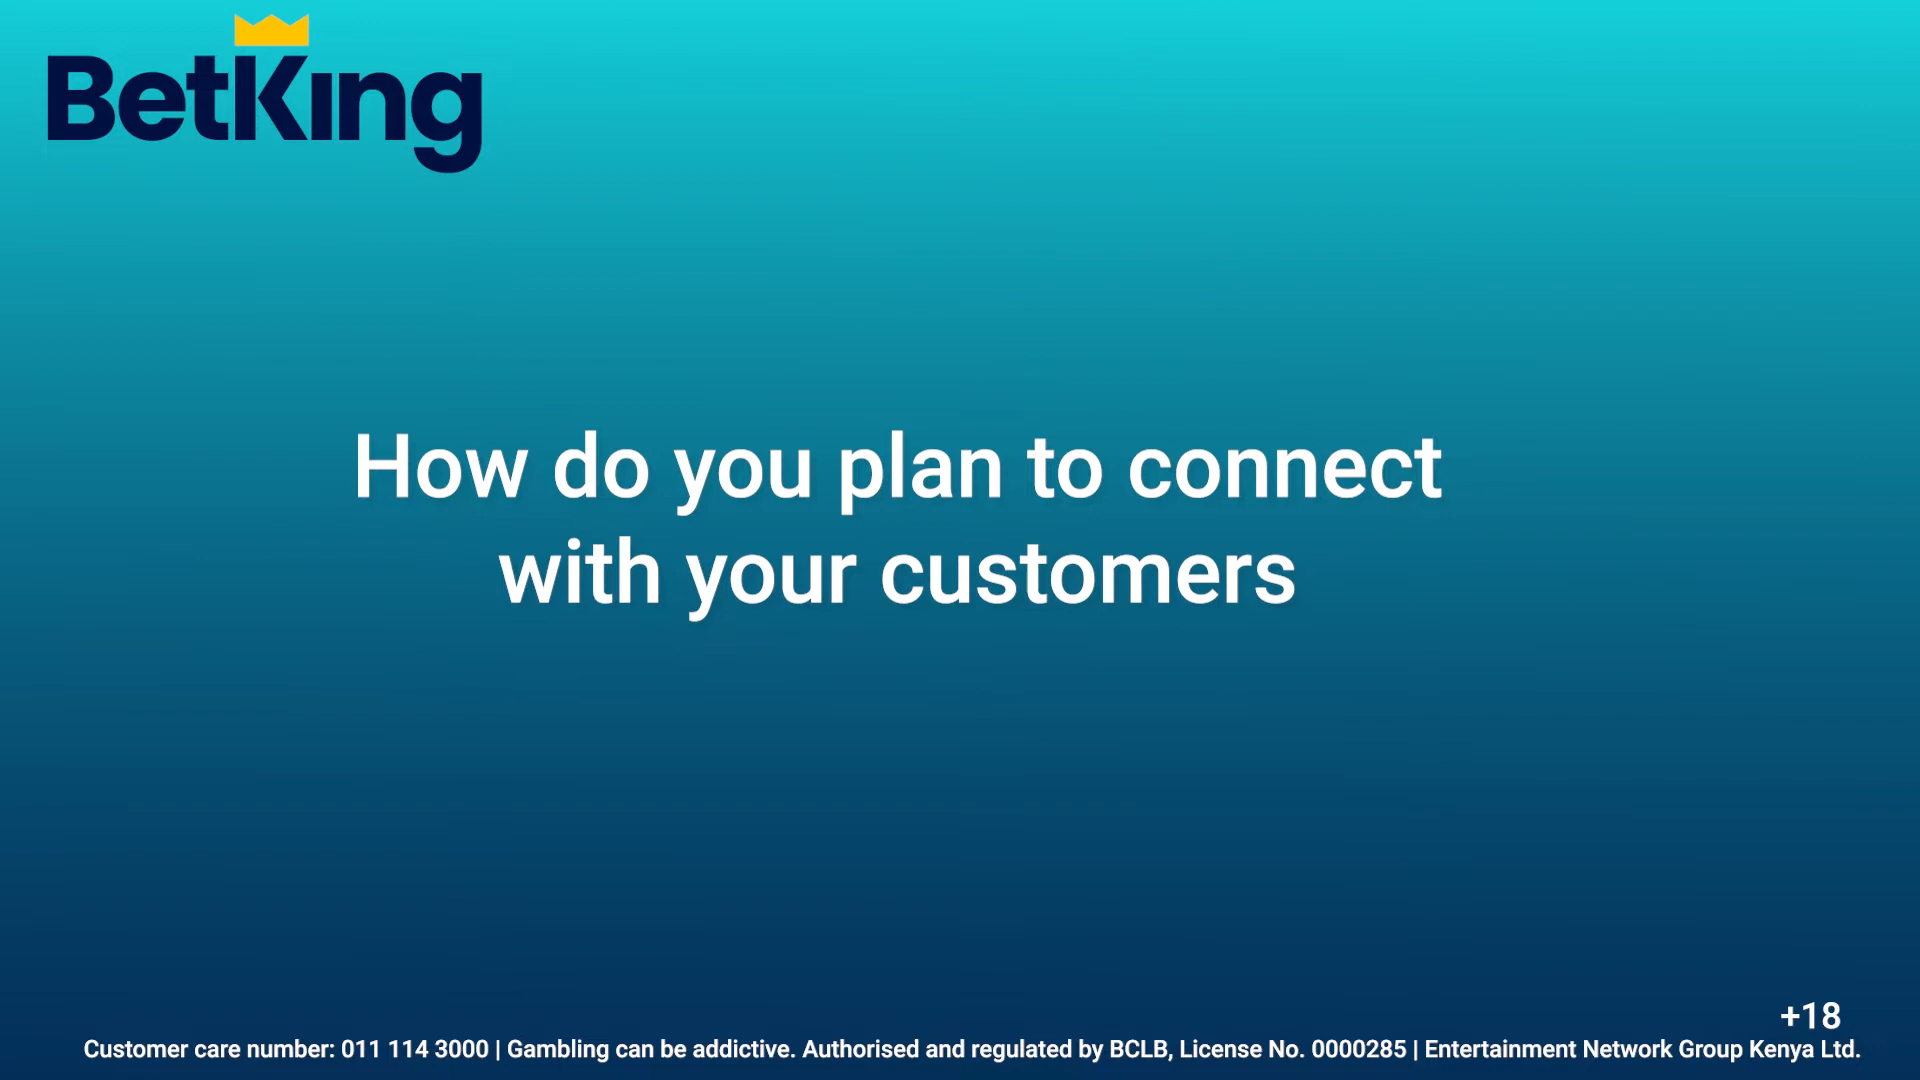 BetKing
How do you plan to connect
with your customers
+18
Customer care number: 011 114 3000 | Gambling can be addictive. Authorised and regulated by BCLB, License No. 0000285 | Entertainment Network Group Kenya Ltd.